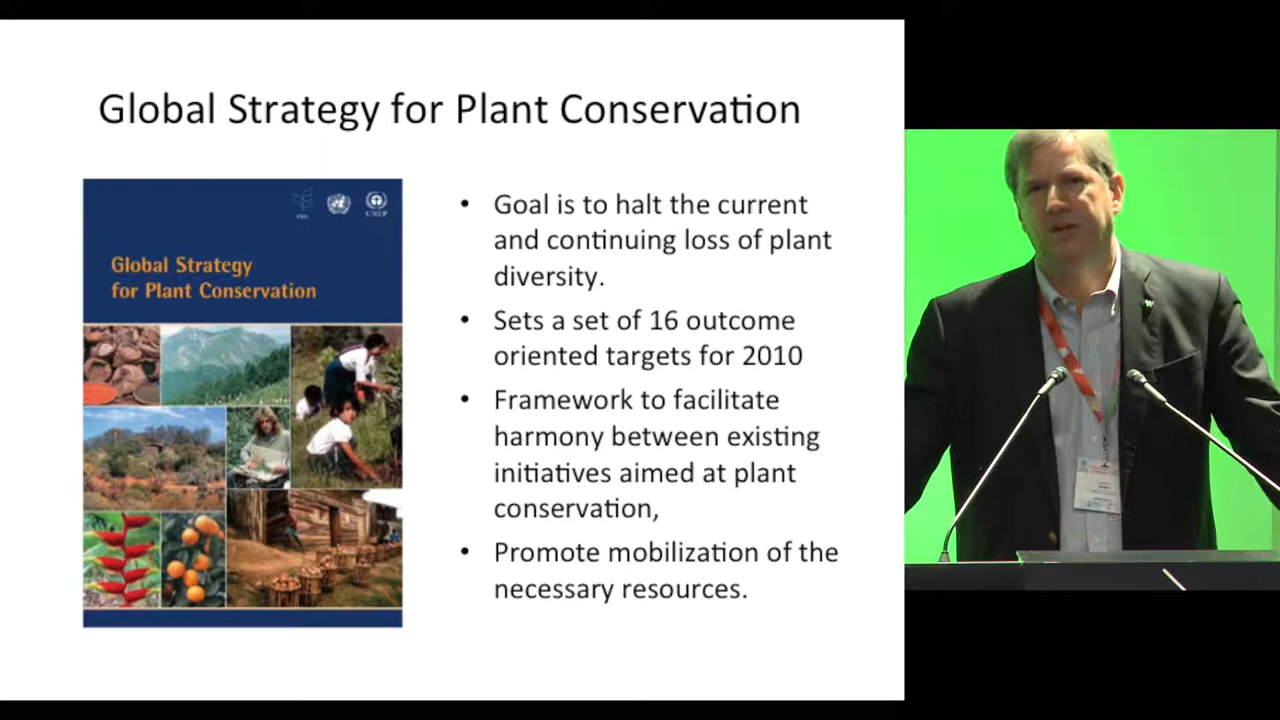 Global Strategy for Plant Conservation
UNEP
Global Strategy
for Plant Conservation
• Goal is to halt the current
and continuing loss of plant
diversity.
• Sets a set of 16 outcome
oriented targets for 2010
• Framework to facilitate
harmony between existing
initiatives aimed at plant
conservation,
• Promote mobilization of the
necessary resources.